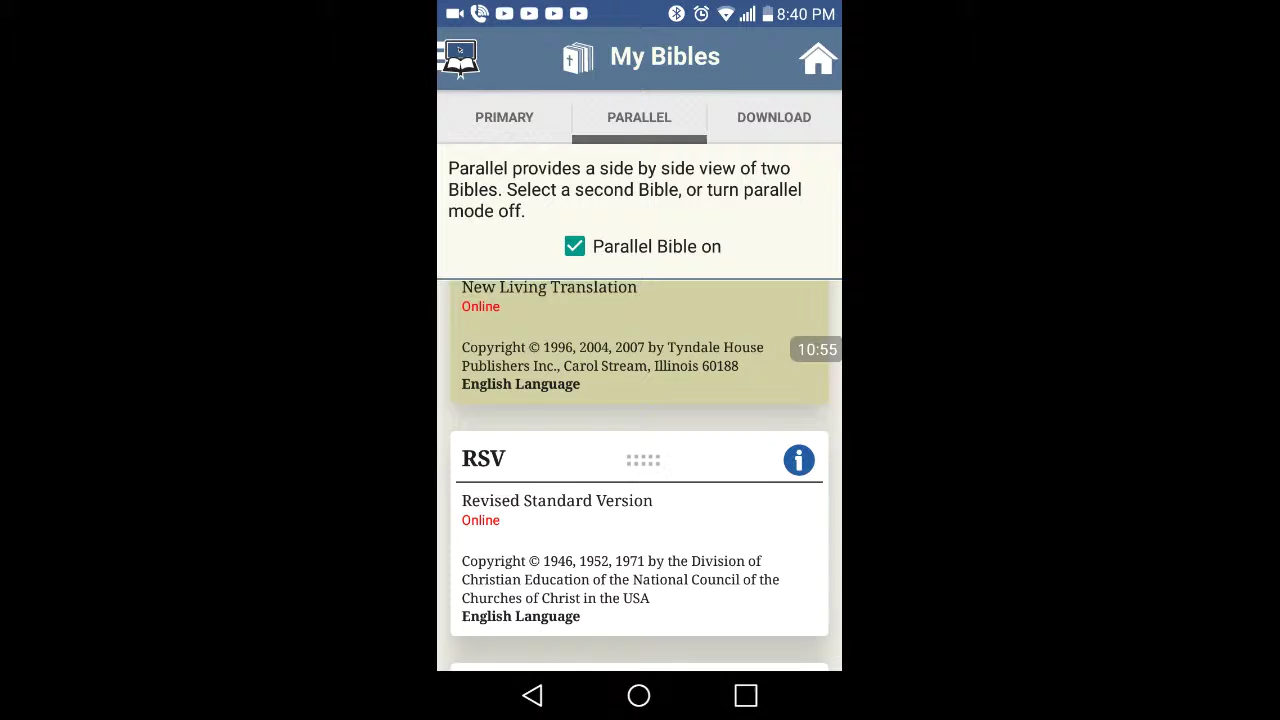 8:40 PM
My Bibles
PRIMARY PARALLEL DOWNLOAD
Parallel provides a side by side view of two
Bibles. Select a second Bible, or turn parallel
mode off.
Parallel Bible on
New Living Translation
Online
10:55
Copyright © 1996, 2004, 2007 by Tyndale House
Publishers Inc., Carol Stream, Illinois 60188
English Language
RSV
Revised Standard Version
Online
Copyright © 1946, 1952, 1971 by the Division of
Christian Education of the National Council of the
Churches of Christ in the USA
English Language